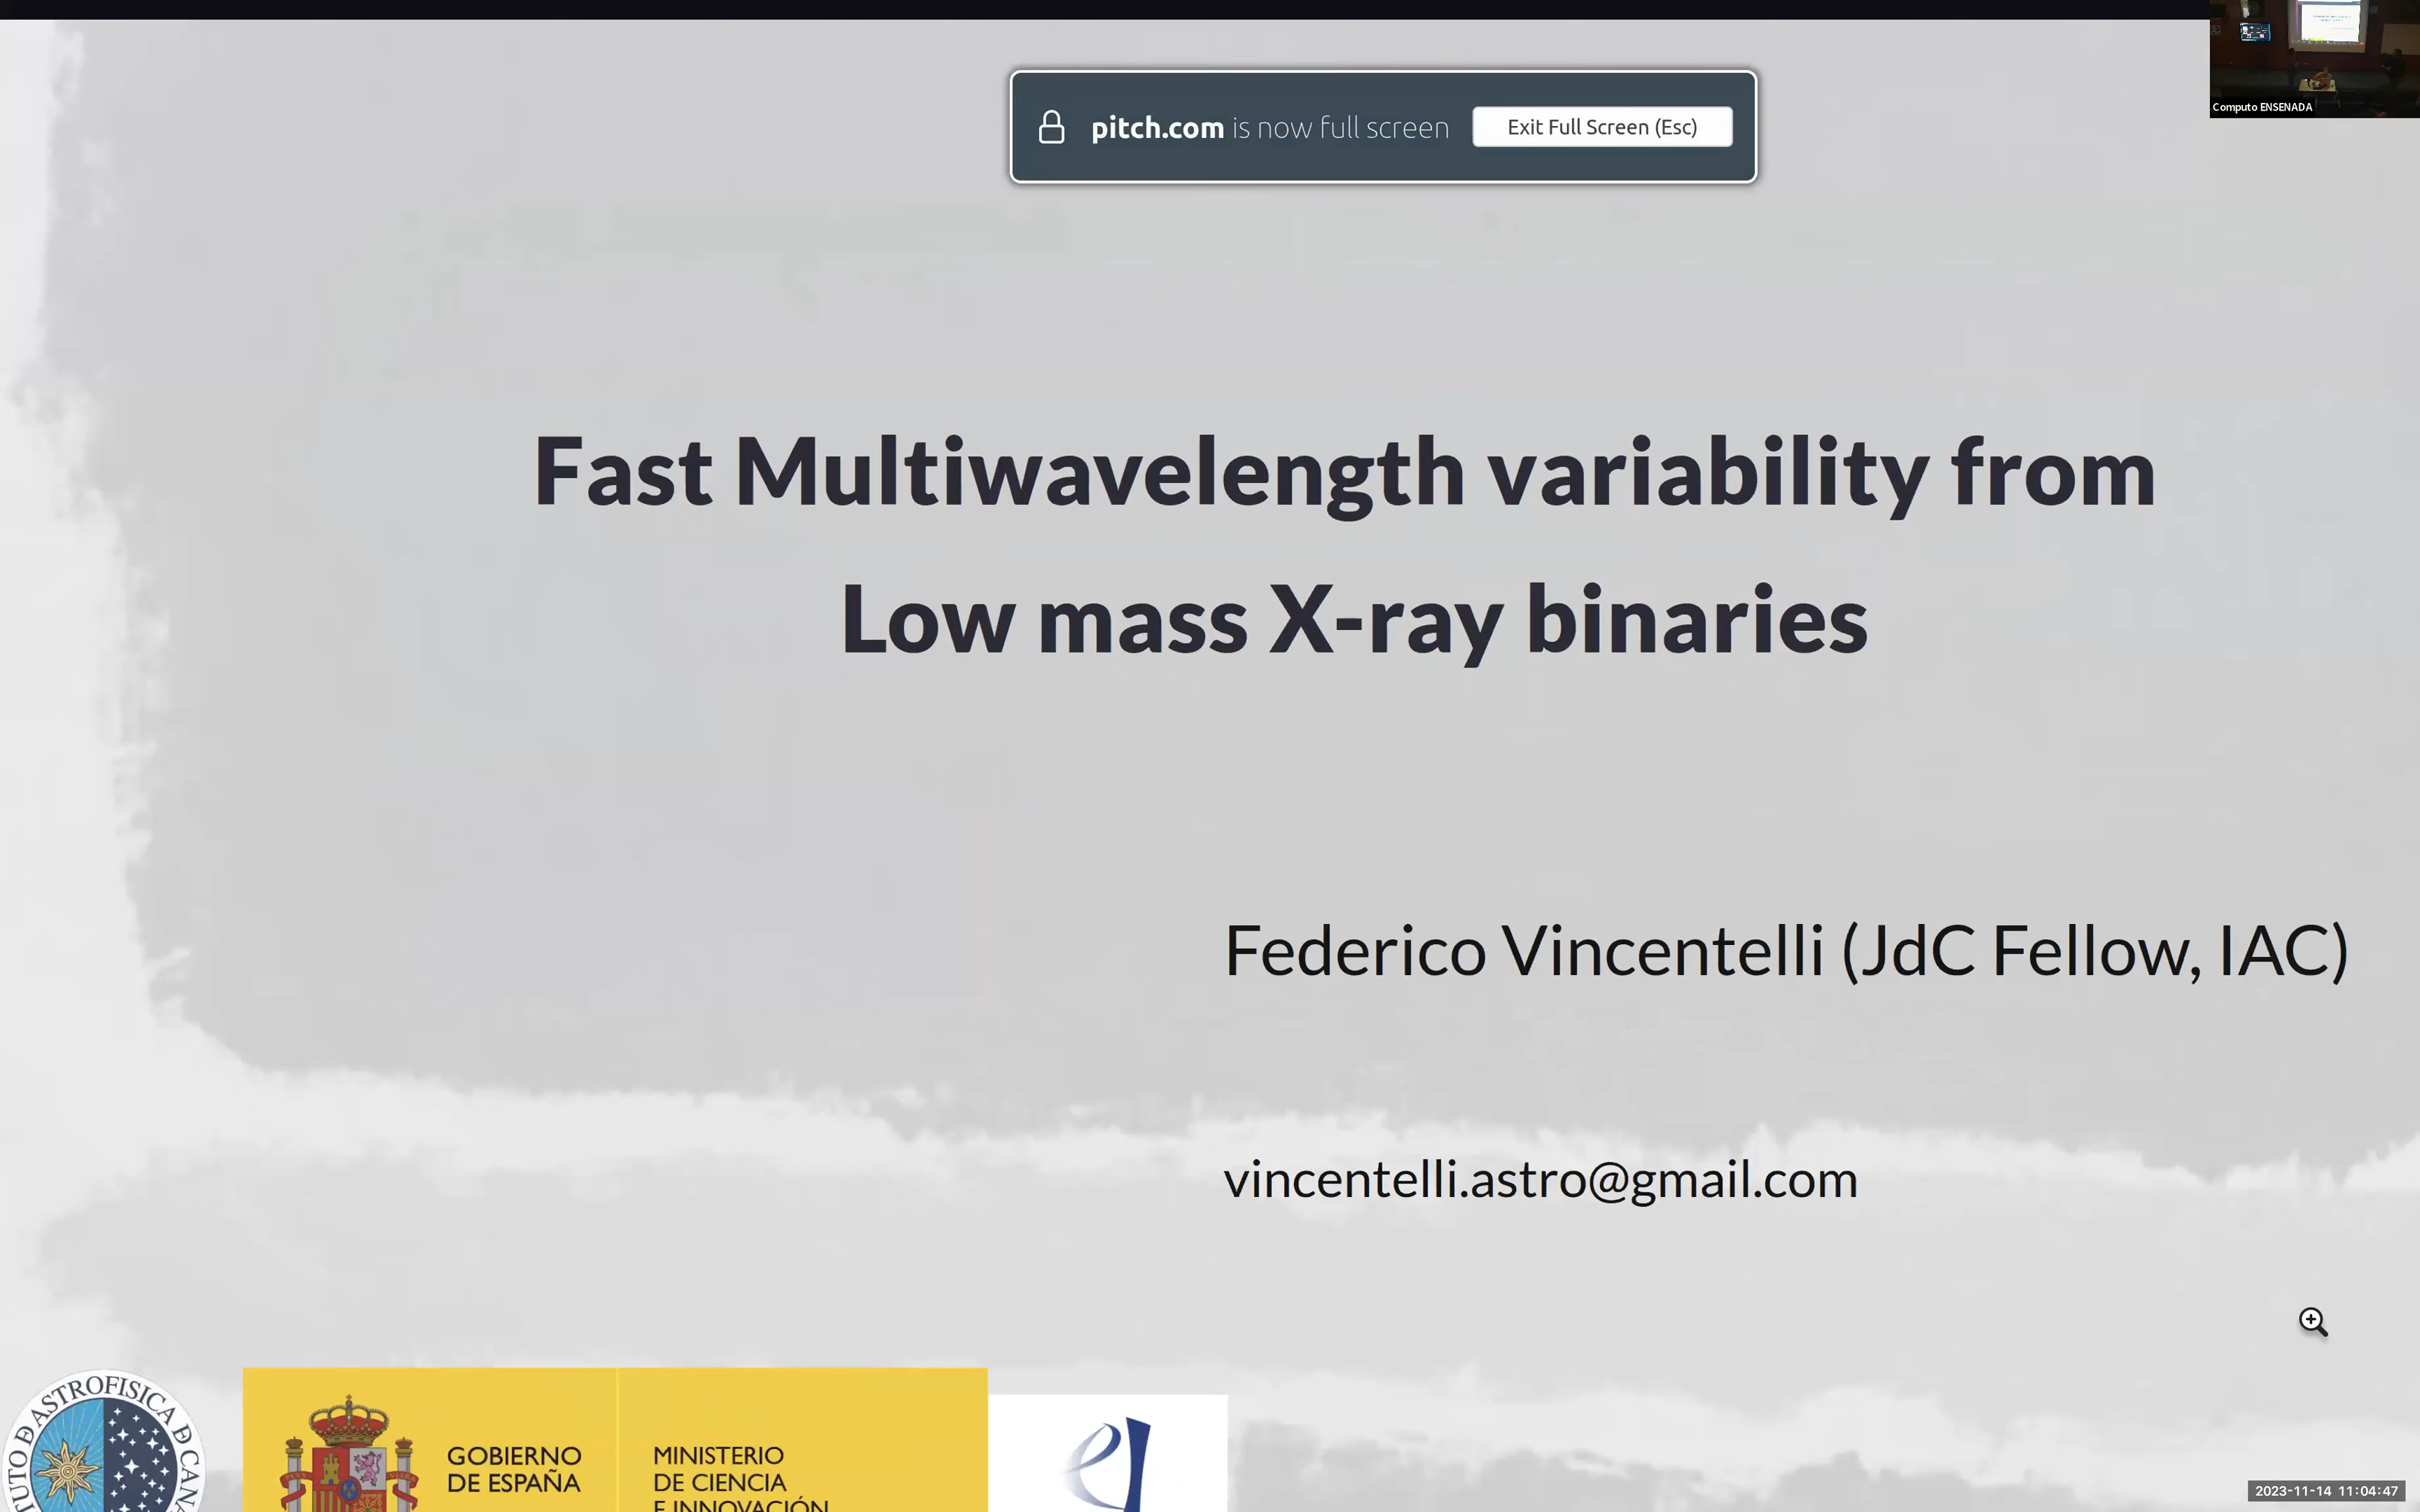 pitch.com is now full screen
Exit Full Screen (Esc)
Computo ENSENADA
Fast Multiwavelength variability from
Low mass X-ray binaries
Federico Vincentelli (JdC Fellow, IAC)
vincentelli.astro@gmail.com
GOBIERNO
DE ESPAÑA
MINISTERIO
DE CIENCIA
E INNOVACIÓN
2023-11-14 11:04:47